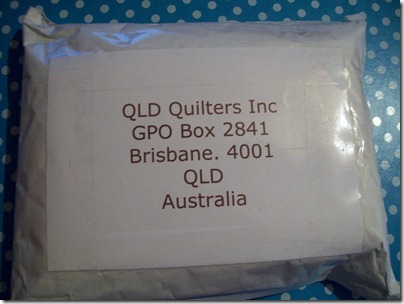 QLD Quilters Inc
GPO Box 2841
Brisbane. 4001
QLD
Australia